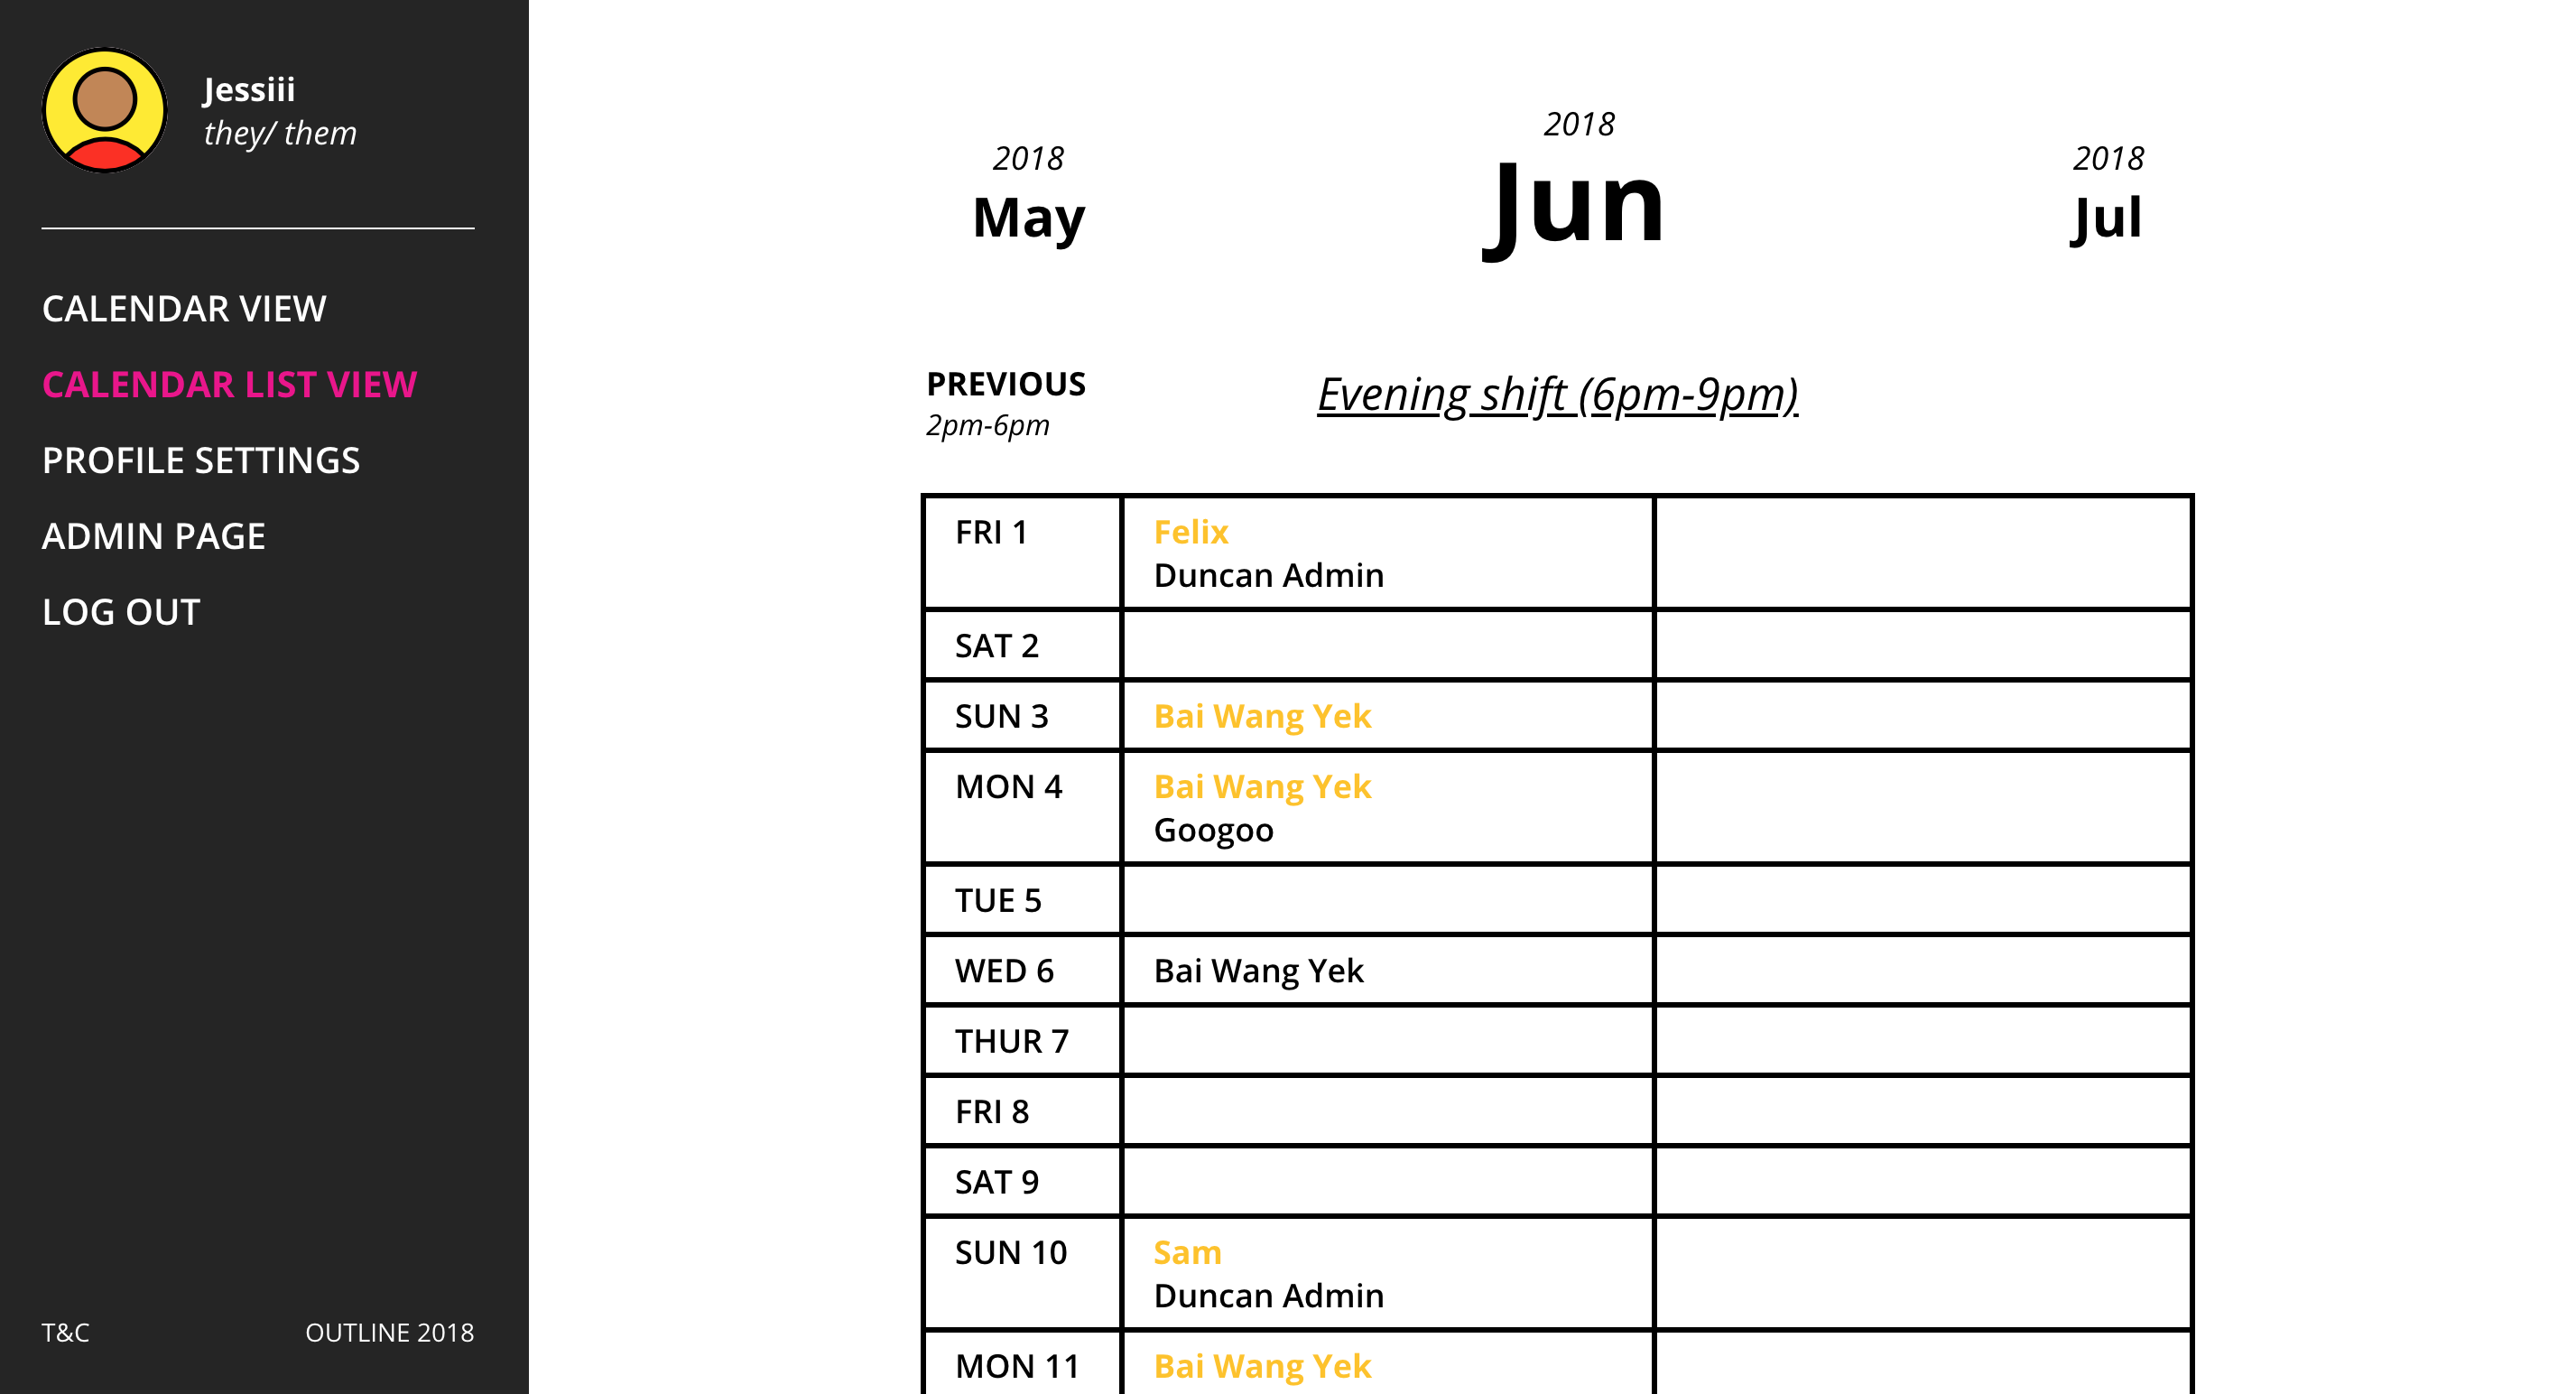 Jessiii
they/ them
CALENDAR VIEW
CALENDAR LIST VIEW
PROFILE SETTINGS
ADMIN PAGE
LOG OUT
T&C
OUTLINE 2018
2018
May
2018
Jun
2018
Jul
PREVIOUS
2pm-6pm
Evening shift (6pm-9pm)
FRI 1
Felix
Duncan Admin
SAT 2
SUN 3
Bai Wang Yek
MON 4
Bai Wang Yek
Googoo
TUE 5
WED 6
Bai Wang Yek
THUR 7
FRI 8
SAT 9
SUN 10
Sam
Duncan Admin
MON 11
Bai Wang Yek